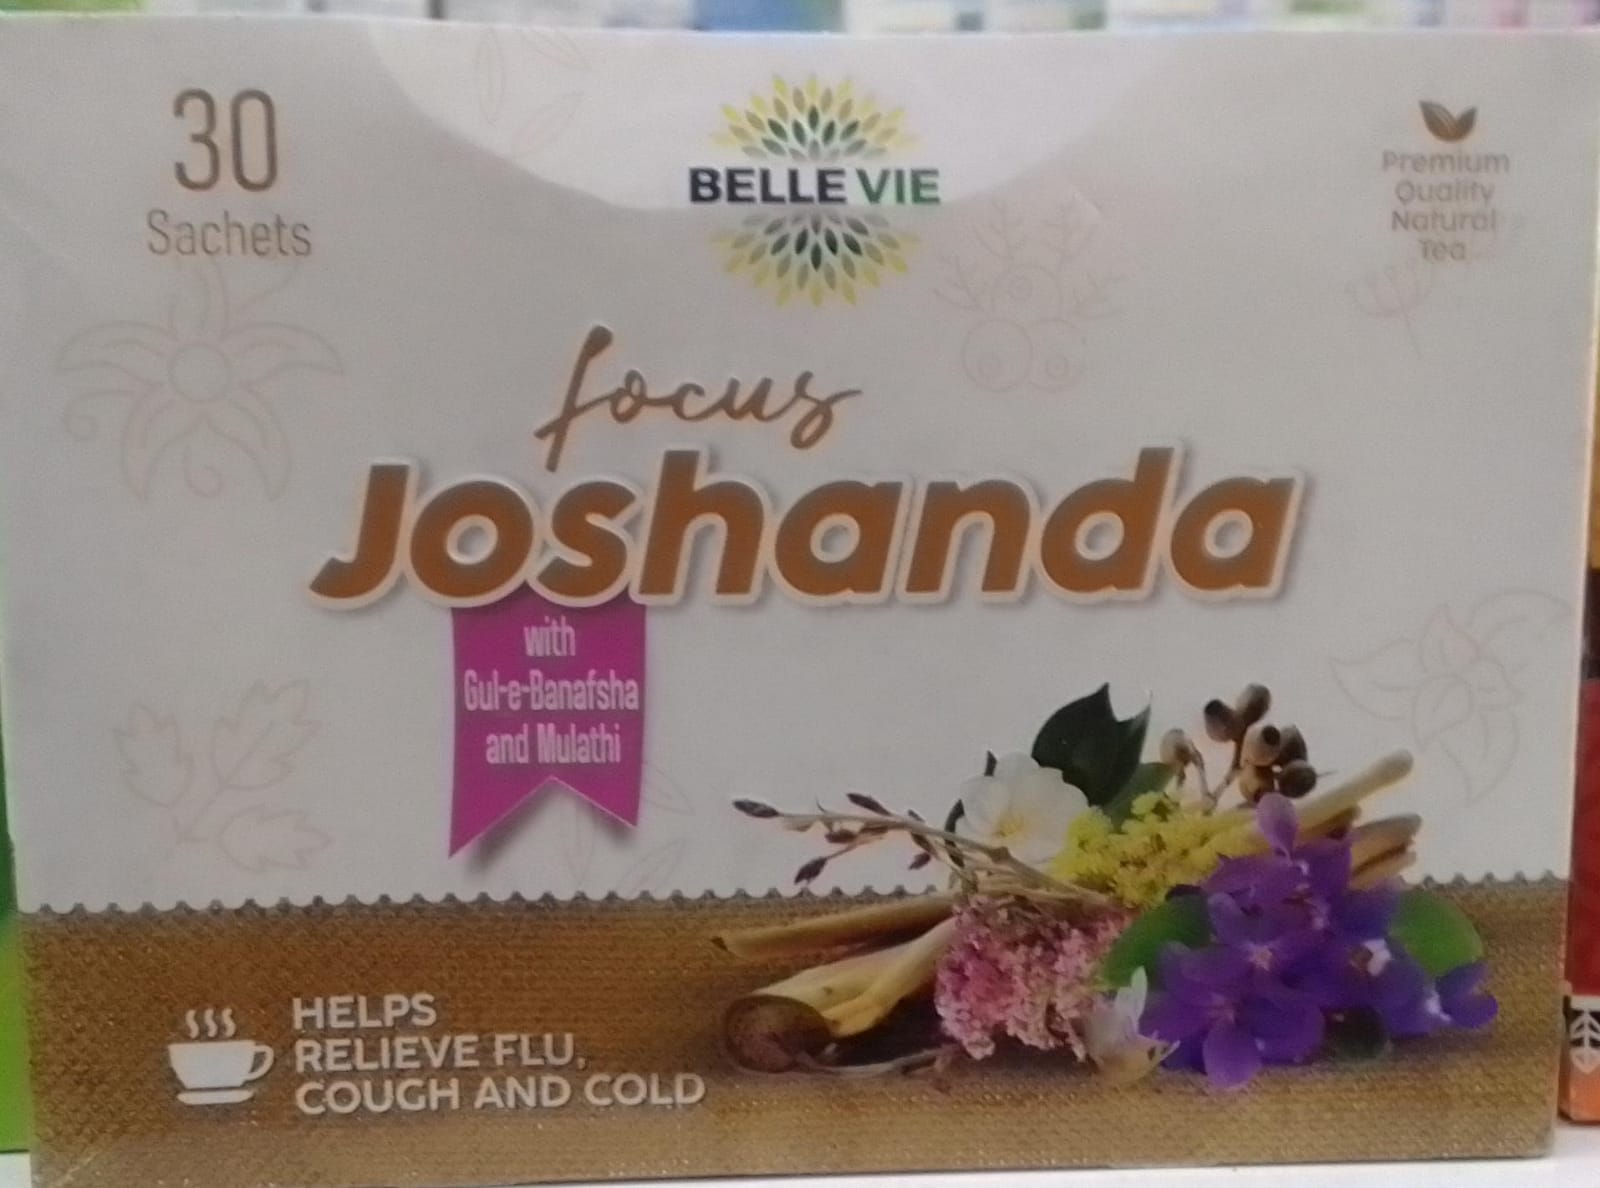 30
Sachets
BELLE VIE
Premium
Quality
Natural
Tea
focus
Joshanda
with
Gul-e-Banafsha
and Mulathi
HELPS
RELIEVE FLU,
COUGH AND COLD